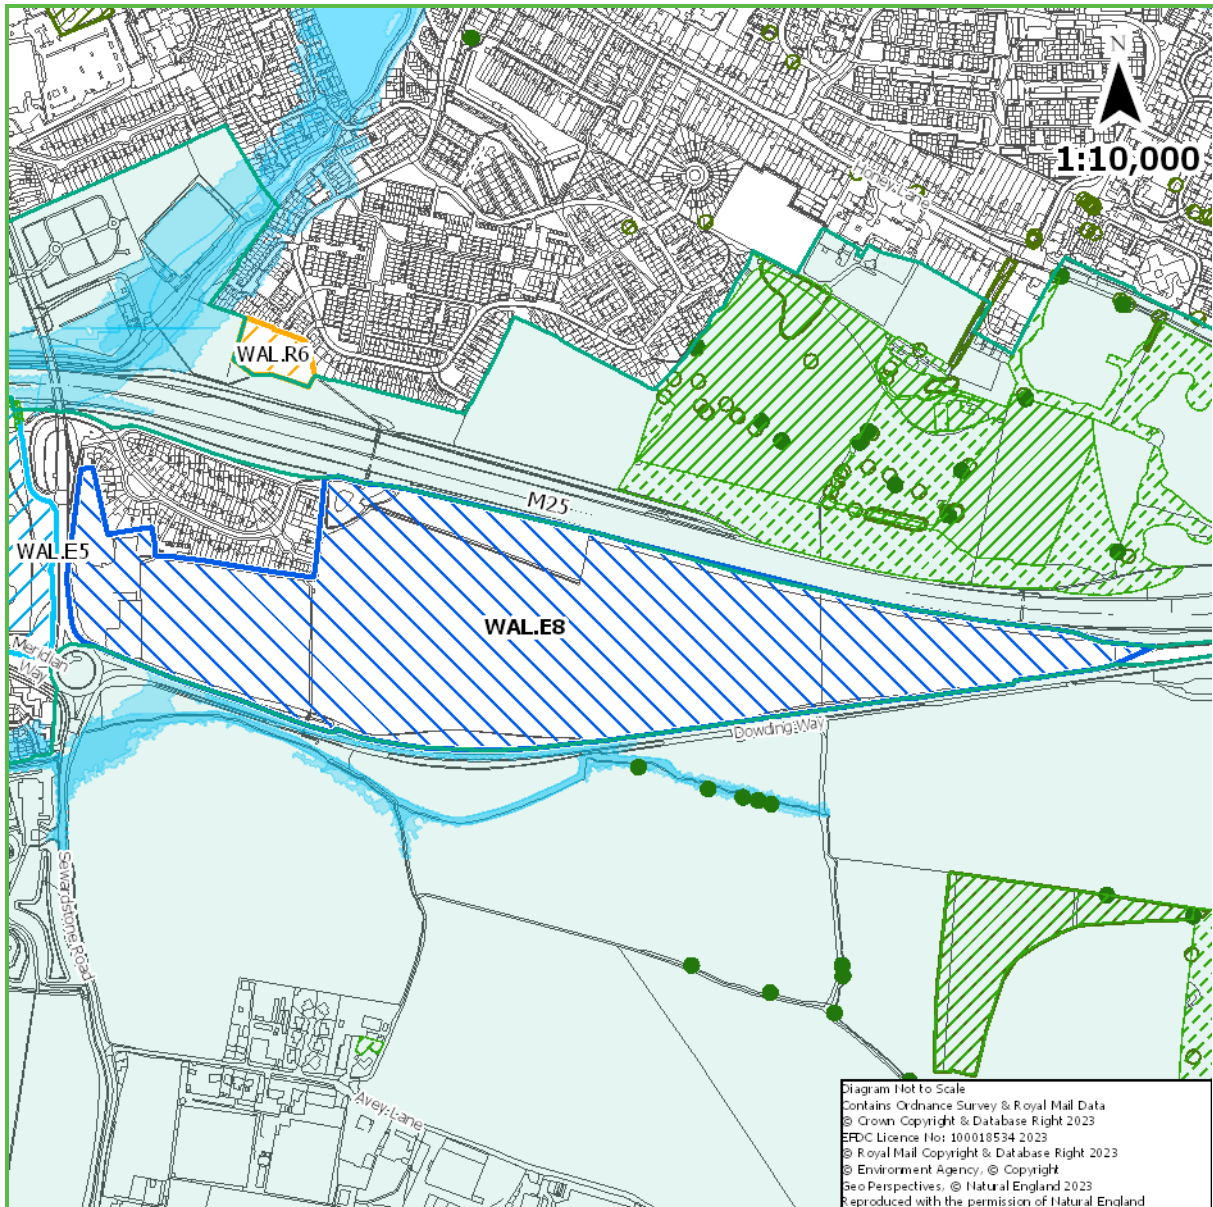 N
1:10,000
Honey Lane
WAL.R6
M25
WAL.E5
WAL.E8
Meridian
Way
Dowding Way
Sewardstone Road
Avey Lane
Diagram Not to Scale
Contains Ordnance Survey & Royal Mail Data
© Crown Copyright & Database Right 2023
EFDC Licence No: 100018534 2023
© Royal Mail Copyright & Database Right 2023
© Environment Agency, © Copyright
Geo Perspectives, © Natural England 2023
Reproduced with the permission of Natural England